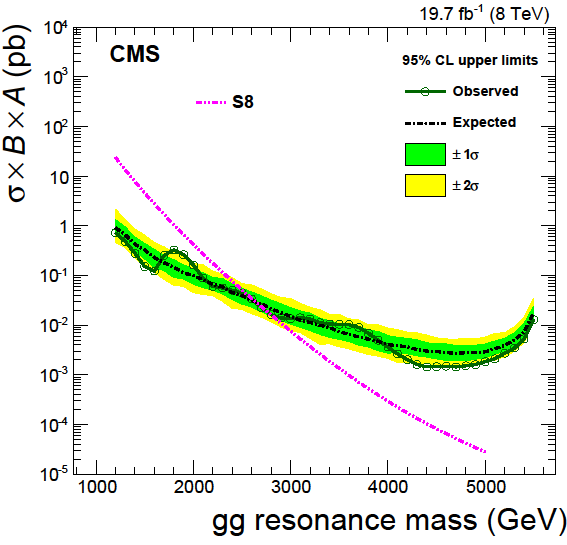 19.7 fb⁻¹ (8 TeV)
CMS
95% CL upper limits
Observed
Expected
±1σ
±2σ
S8
σ × B × A (pb)
10⁴
10³
10²
10
1
10⁻¹
10⁻²
10⁻³
10⁻⁴
10⁻⁵
1000 2000 3000 4000 5000
gg resonance mass (GeV)